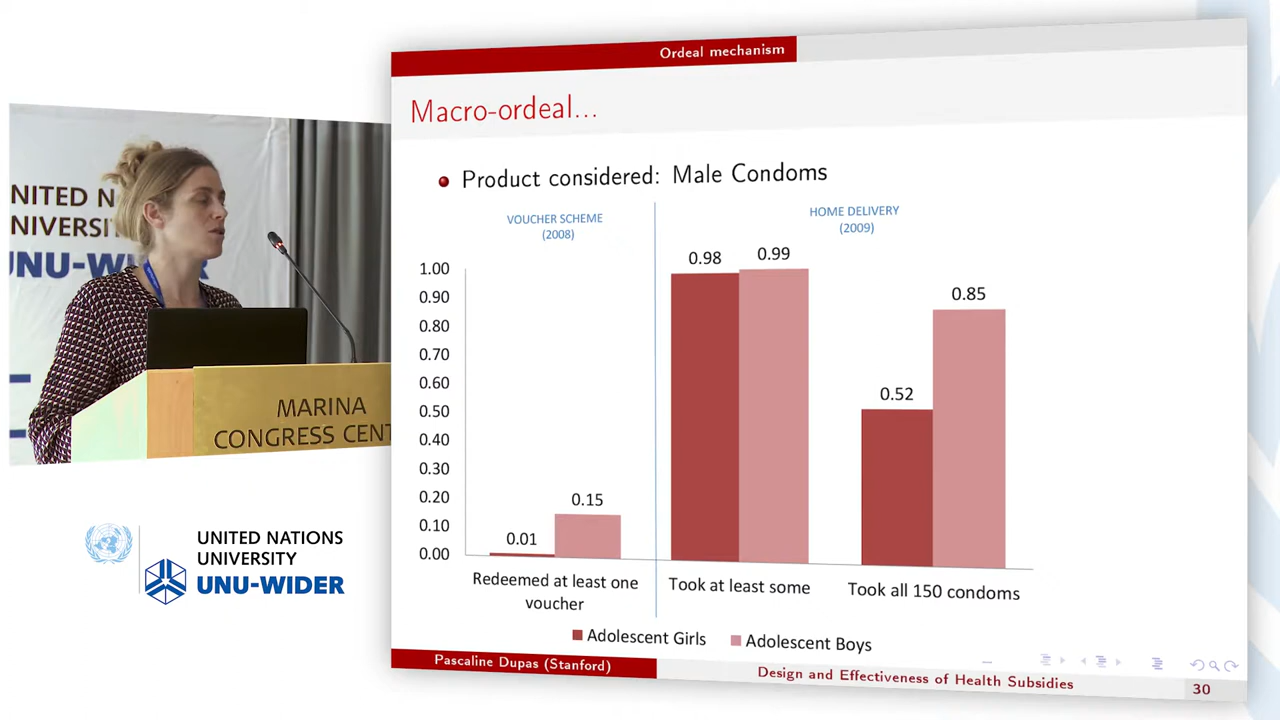 Ordeal mechanism
Macro-ordeal...
Product considered: Male Condoms
VOUCHER SCHEME
(2008)
HOME DELIVERY
(2009)
1.00
0.90
0.80
0.70
0.60
0.50
0.40
0.30
0.20
0.10
0.00
0.01
0.15
0.98
0.99
0.52
0.85
Redeemed at least one
voucher
Took at least some
Took all 150 condoms
Adolescent Girls
Adolescent Boys
Pascaline Dupas (Stanford)
Design and Effectiveness of Health Subsidies
30
NITED N
NIVERSI
UNU-W
R
MARINA
CONGRESS CENT
UNITED NATIONS
UNIVERSITY
UNU-WIDER